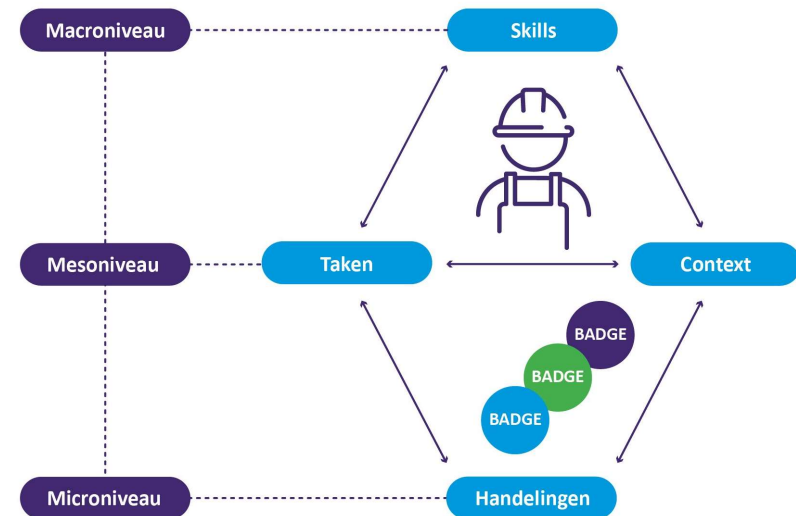 Macroniveau
Skills
Mesoniveau
Taken
Context
BADGE
BADGE
BADGE
Microniveau
Handelingen